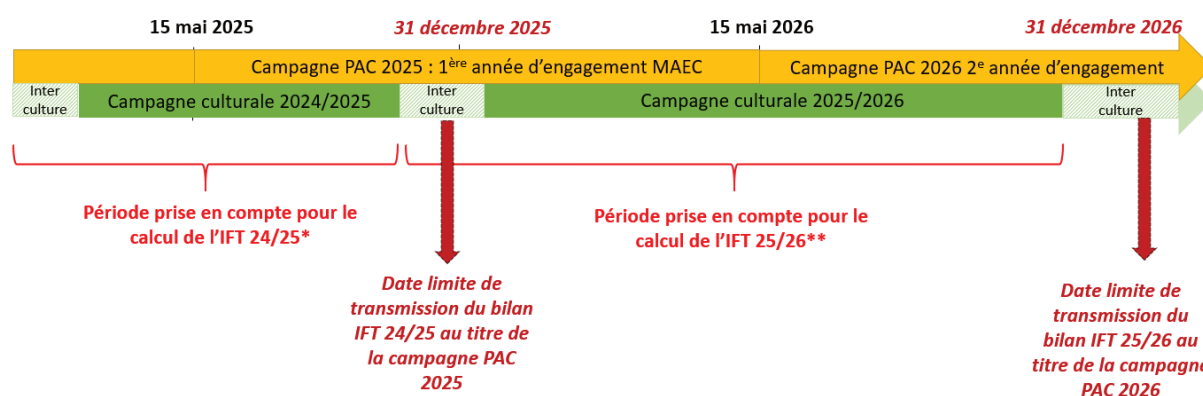 15 mai 2025
31 décembre 2025
15 mai 2026
31 décembre 2026
Campagne PAC 2025 : 1ère année d'engagement MAEC
Campagne PAC 2026 2e année d'engagement
Inter
culture
Campagne culturale 2024/2025
Inter
culture
Campagne culturale 2025/2026
Inter
culture
Période prise en compte pour le
calcul de l'IFT 24/25*
Période prise en compte pour le
calcul de l'IFT 25/26**
Date limite de
transmission du bilan
IFT 24/25 au titre de
la campagne PAC
2025
Date limite de
transmission du
bilan IFT 25/26 au
titre de la campagne
PAC 2026